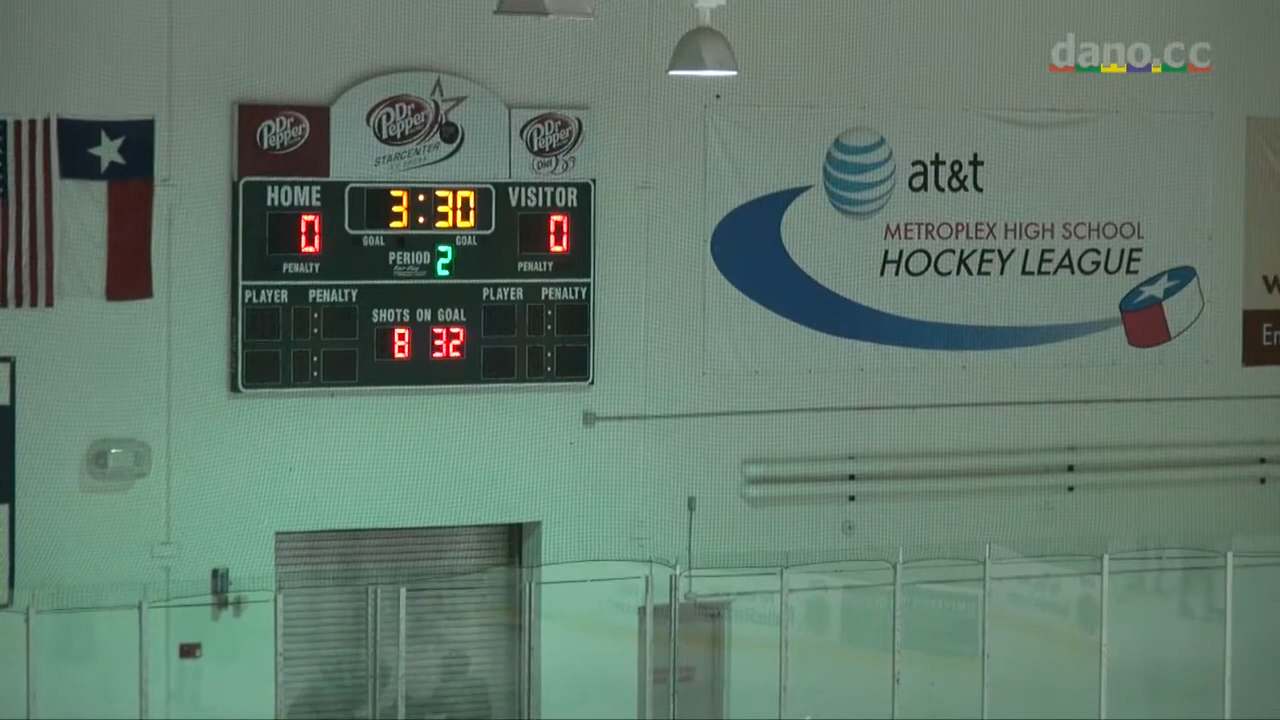 dano.cc
Dr Pepper
Dr Pepper
STARCENTER
Dr Pepper
DIET
HOME
3:30
VISITOR
0
0
GOAL
GOAL
PERIOD 2
PENALTY
PENALTY
PLAYER PENALTY
PLAYER PENALTY
SHOTS ON GOAL
8 32
at&t
METROPLEX HIGH SCHOOL
HOCKEY LEAGUE